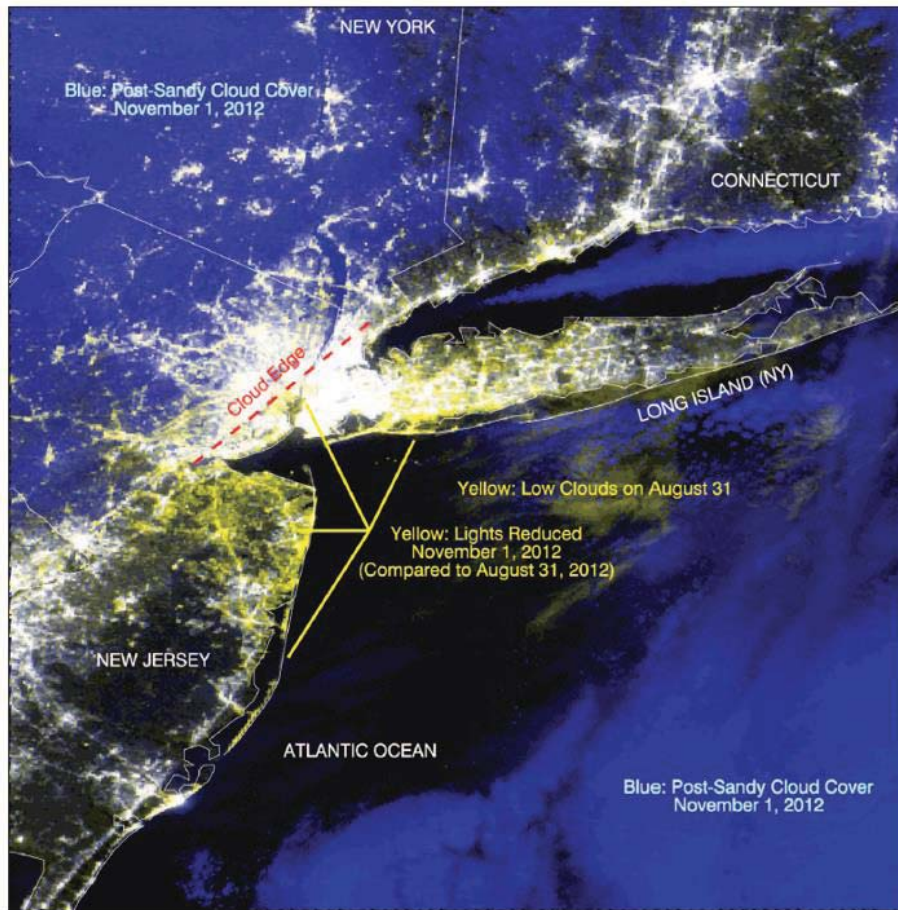 NEW YORK
Blue: Post-Sandy Cloud Cover
November 1, 2012
CONNECTICUT
Cloud Edge
LONG ISLAND (NY)
Yellow: Low Clouds on August 31
Yellow: Lights Reduced
November 1, 2012
(Compared to August 31, 2012)
NEW JERSEY
ATLANTIC OCEAN
Blue: Post-Sandy Cloud Cover
November 1, 2012